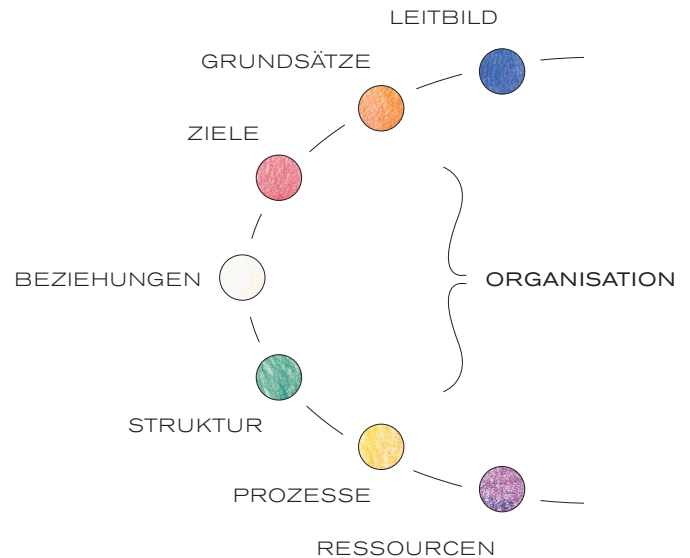 LEITBILD
GRUNDSÄTZE
ZIELE
BEZIEHUNGEN
ORGANISATION
STRUKTUR
PROZESSE
RESSOURCEN